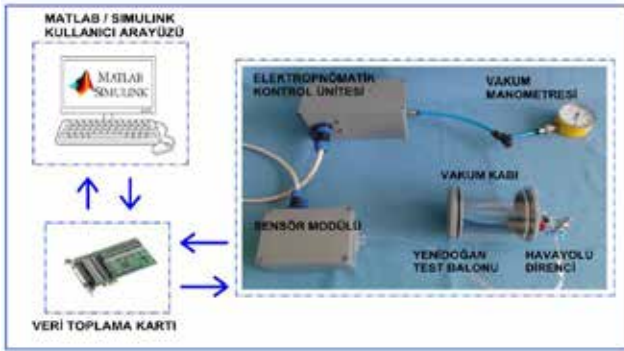 MATLAB / SIMULINK
KULLANICI ARAYÜZÜ
MATLAB
SIMULINK
ELEKTROPNÖMATİK
KONTROL ÜNİTESİ
VAKUM
MANOMETRESİ
VAKUM KABI
SENSÖR MODÜLÜ
YENİDOĞAN
TEST BALONU
HAVAYOLU
DİRENCİ
VERİ TOPLAMA KARTI